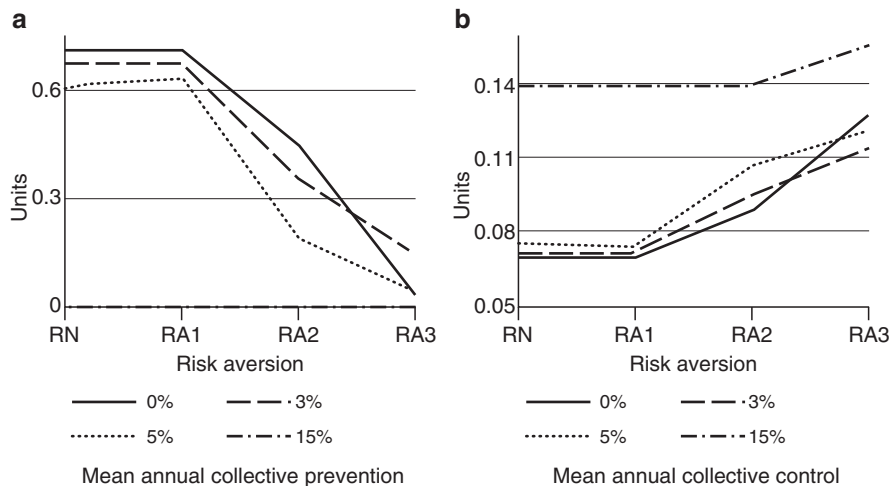 a
Units
0.6
0.3
0
RN RA1 RA2 RA3
Risk aversion
0% 3%
5% 15%
Mean annual collective prevention
b
Units
0.14
0.11
0.08
0.05
RN RA1 RA2 RA3
Risk aversion
0% 3%
5% 15%
Mean annual collective control